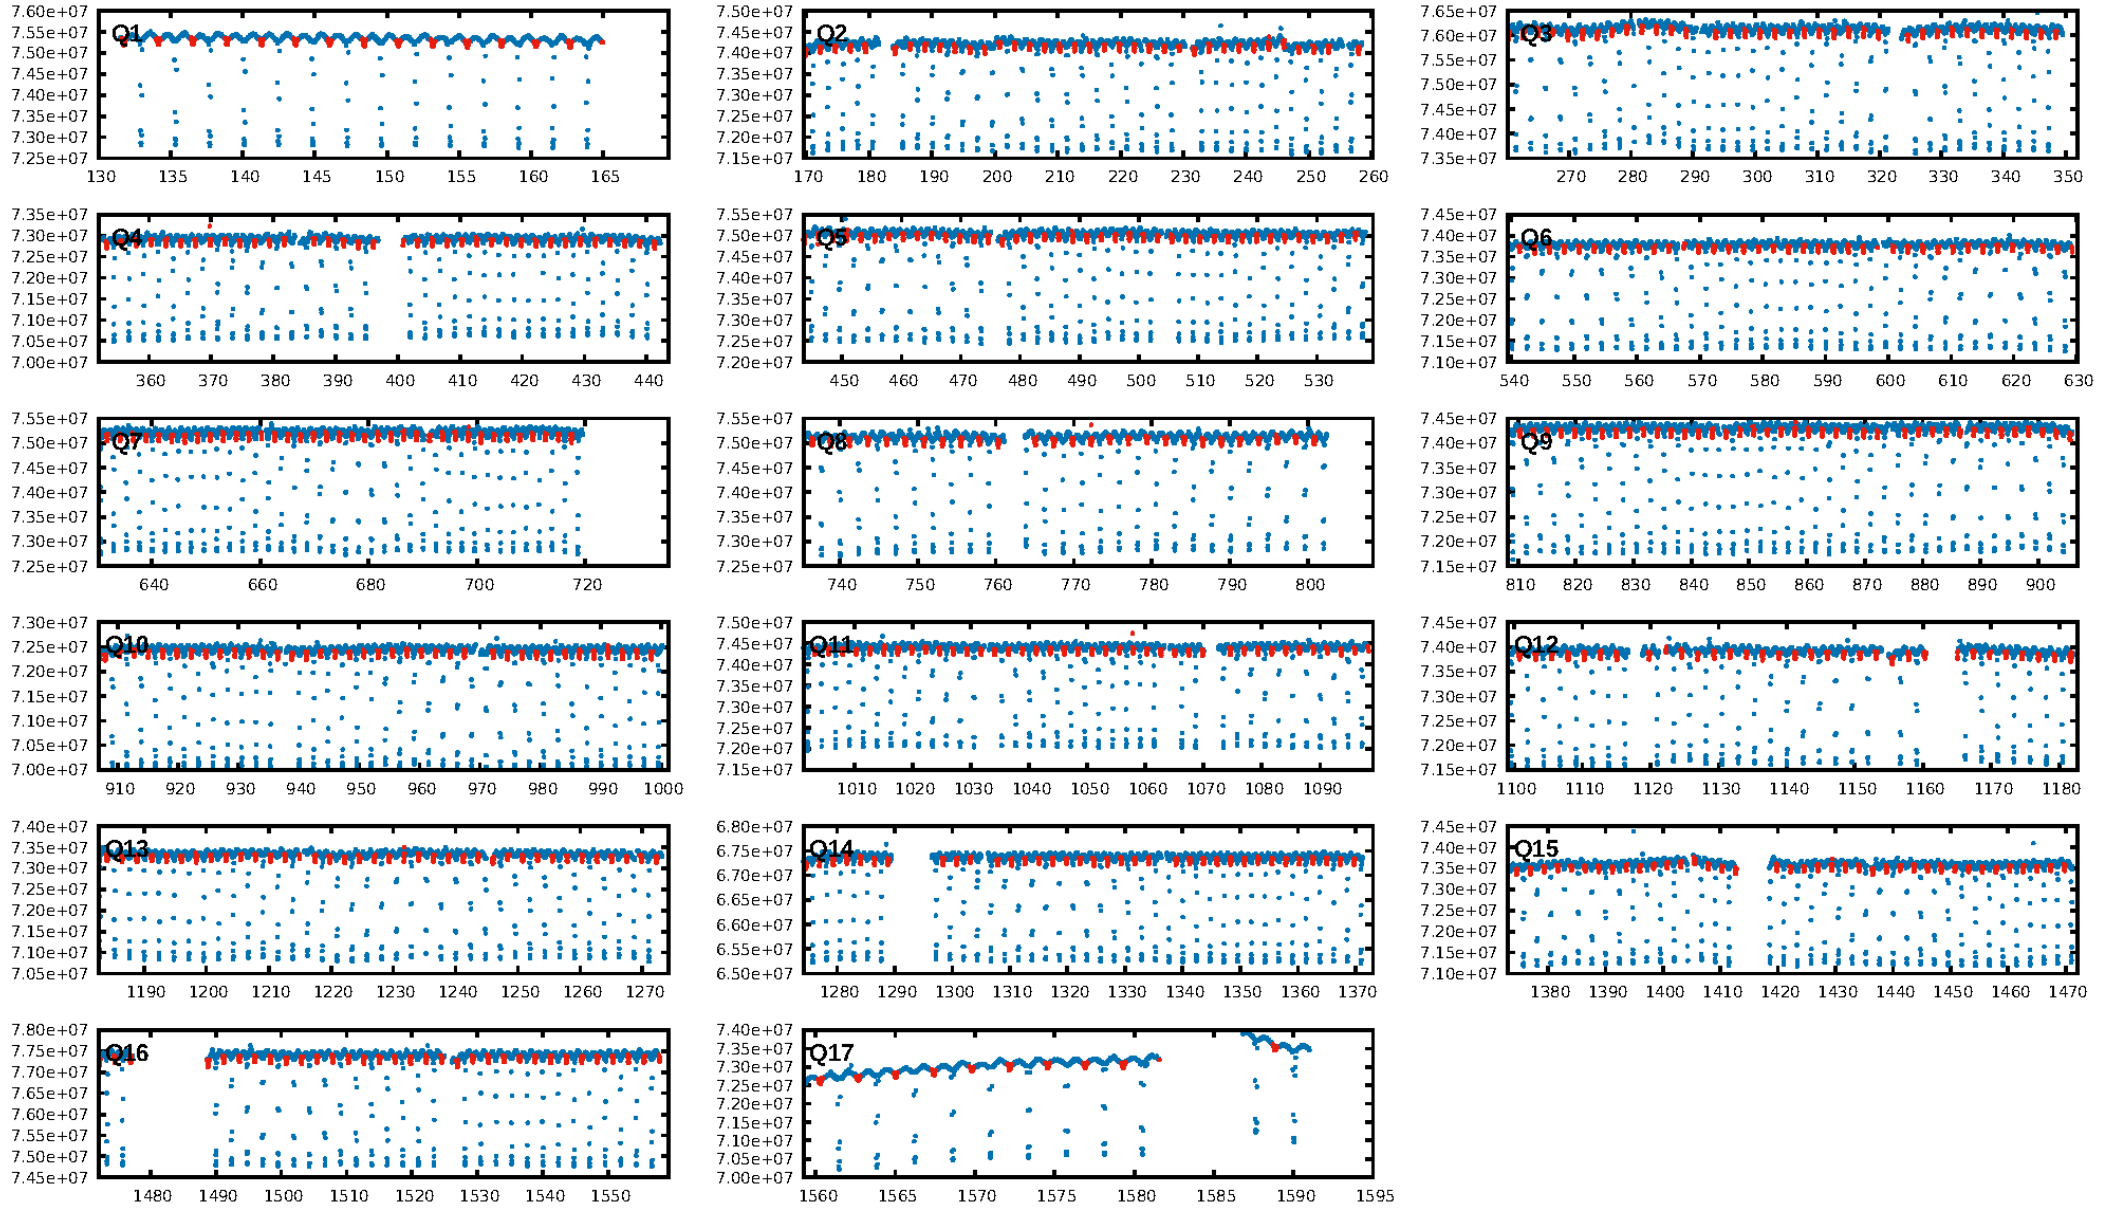 7.60e+07 7.55e+07 7.50e+07 7.45e+07 7.40e+07 7.35e+07 7.30e+07 7.25e+07
Q1
130 135 140 145 150 155 160 165
7.50e+07 7.45e+07 7.40e+07 7.35e+07 7.30e+07 7.25e+07 7.20e+07 7.15e+07
Q2
170 180 190 200 210 220 230 240 250 260
7.65e+07 7.60e+07 7.55e+07 7.50e+07 7.45e+07 7.40e+07 7.35e+07
Q3
270 280 290 300 310 320 330 340 350
7.35e+07 7.30e+07 7.25e+07 7.20e+07 7.15e+07 7.10e+07 7.05e+07 7.00e+07
Q4
360 370 380 390 400 410 420 430 440
7.55e+07 7.50e+07 7.45e+07 7.40e+07 7.35e+07 7.30e+07 7.25e+07 7.20e+07
Q5
450 460 470 480 490 500 510 520 530
7.45e+07 7.40e+07 7.35e+07 7.30e+07 7.25e+07 7.20e+07 7.15e+07 7.10e+07
Q6
540 550 560 570 580 590 600 610 620 630
7.55e+07 7.50e+07 7.45e+07 7.40e+07 7.35e+07 7.30e+07 7.25e+07
Q7
640 660 680 700 720
7.55e+07 7.50e+07 7.45e+07 7.40e+07 7.35e+07 7.30e+07 7.25e+07
Q8
740 750 760 770 780 790 800
7.45e+07 7.40e+07 7.35e+07 7.30e+07 7.25e+07 7.20e+07 7.15e+07
Q9
810 820 830 840 850 860 870 880 890 900
7.30e+07 7.25e+07 7.20e+07 7.15e+07 7.10e+07 7.05e+07 7.00e+07
Q10
910 920 930 940 950 960 970 980 990 1000
7.50e+07 7.45e+07 7.40e+07 7.35e+07 7.30e+07 7.25e+07 7.20e+07 7.15e+07
Q11
1010 1020 1030 1040 1050 1060 1070 1080 1090
7.45e+07 7.40e+07 7.35e+07 7.30e+07 7.25e+07 7.20e+07 7.15e+07
Q12
1100 1110 1120 1130 1140 1150 1160 1170 1180
7.40e+07 7.35e+07 7.30e+07 7.25e+07 7.20e+07 7.15e+07 7.10e+07 7.05e+07
Q13
1190 1200 1210 1220 1230 1240 1250 1260 1270
6.80e+07 6.75e+07 6.70e+07 6.65e+07 6.60e+07 6.55e+07 6.50e+07
Q14
1280 1290 1300 1310 1320 1330 1340 1350 1360 1370
7.45e+07 7.40e+07 7.35e+07 7.30e+07 7.25e+07 7.20e+07 7.15e+07 7.10e+07
Q15
1380 1390 1400 1410 1420 1430 1440 1450 1460 1470
7.80e+07 7.75e+07 7.70e+07 7.65e+07 7.60e+07 7.55e+07 7.50e+07 7.45e+07
Q16
1480 1490 1500 1510 1520 1530 1540 1550
7.40e+07 7.35e+07 7.30e+07 7.25e+07 7.20e+07 7.15e+07 7.10e+07 7.05e+07 7.00e+07
Q17
1560 1565 1570 1575 1580 1585 1590 1595